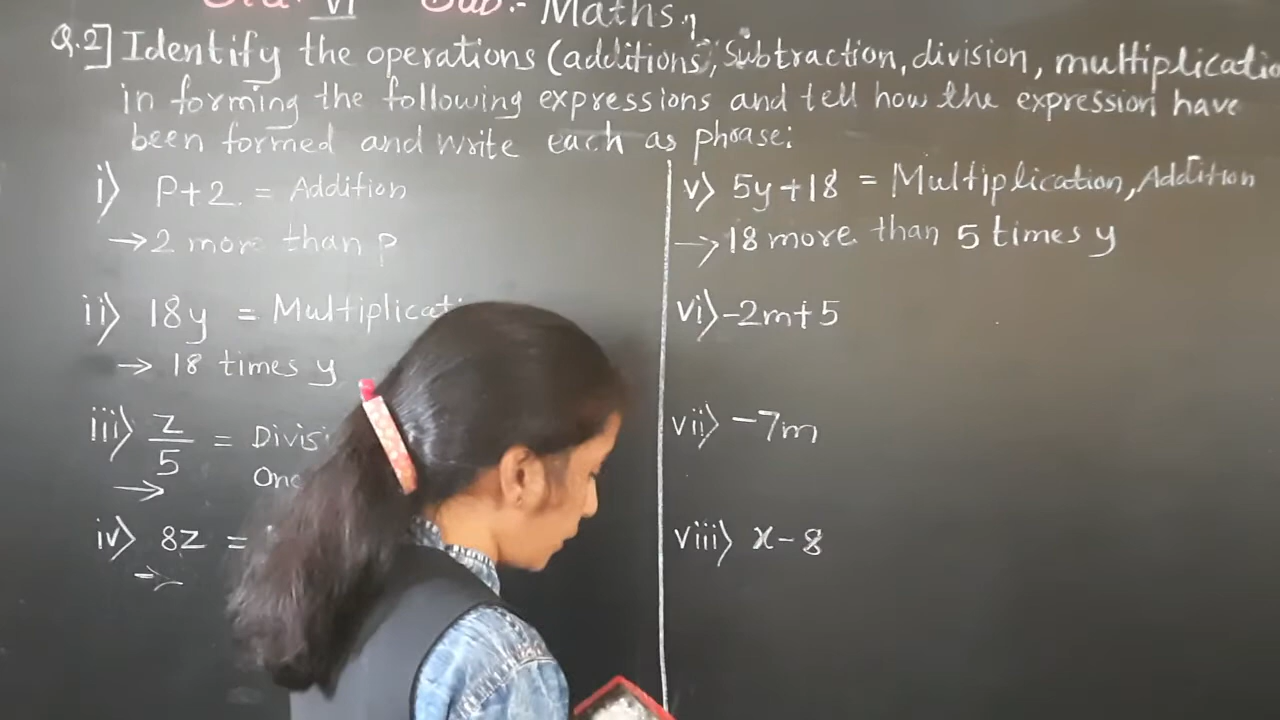 Std:- VI Sub:- Maths.
Q.2] Identify the operations (additions, subtraction, division, multiplicatio
in forming the following expressions and tell how the expression have
been formed and write each as phrase:
i) P+2. = Addition
→ 2 more than p
ii) 18y = Multiplicati
→ 18 times y
iii) z/5 = Divisi
→ One
iv) 8z =
→
v) 5y+18 = Multiplication, Addition
→ 18 more than 5 times y
vi) -2m+5
vii) -7m
viii) x-8